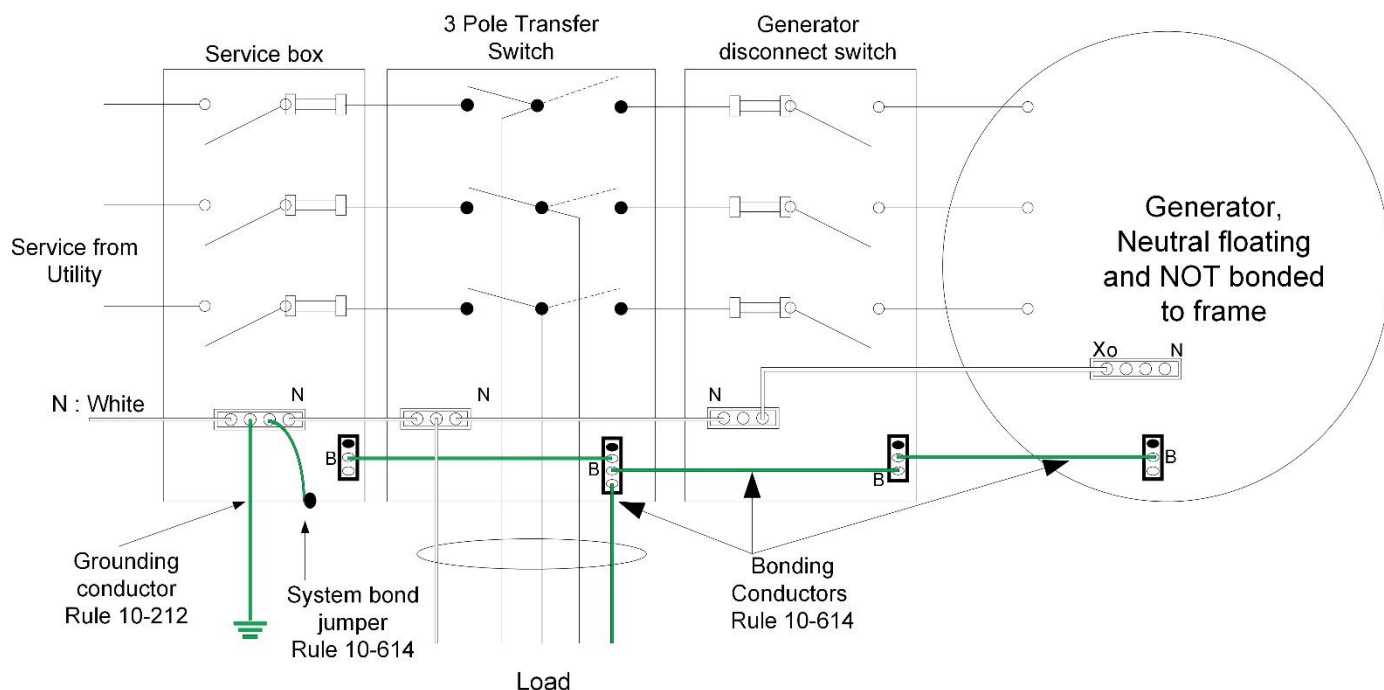 3 Pole Transfer
Switch
Generator
disconnect switch
Service box
Service from
Utility
Generator,
Neutral floating
and NOT bonded
to frame
Xo
N
N : White
N
N
N
B
B
B
B
Grounding
conductor
Rule 10-212
System bond
jumper
Rule 10-614
Bonding
Conductors
Rule 10-614
Load